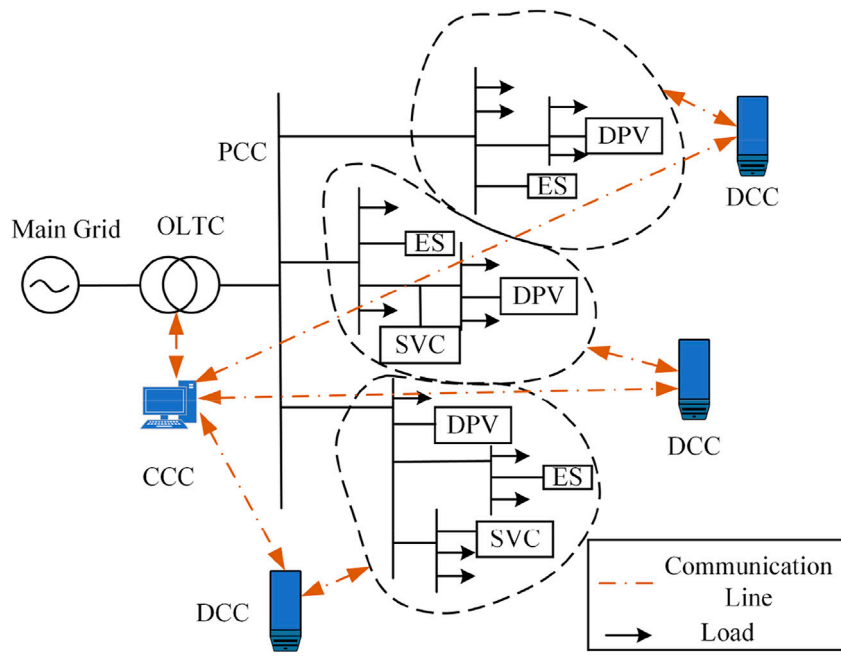 PCC
DPV
ES
DCC
Main Grid
OLTC
ES
DPV
SVC
CCC
DPV
ES
SVC
DCC
DCC
Communication
Line
Load